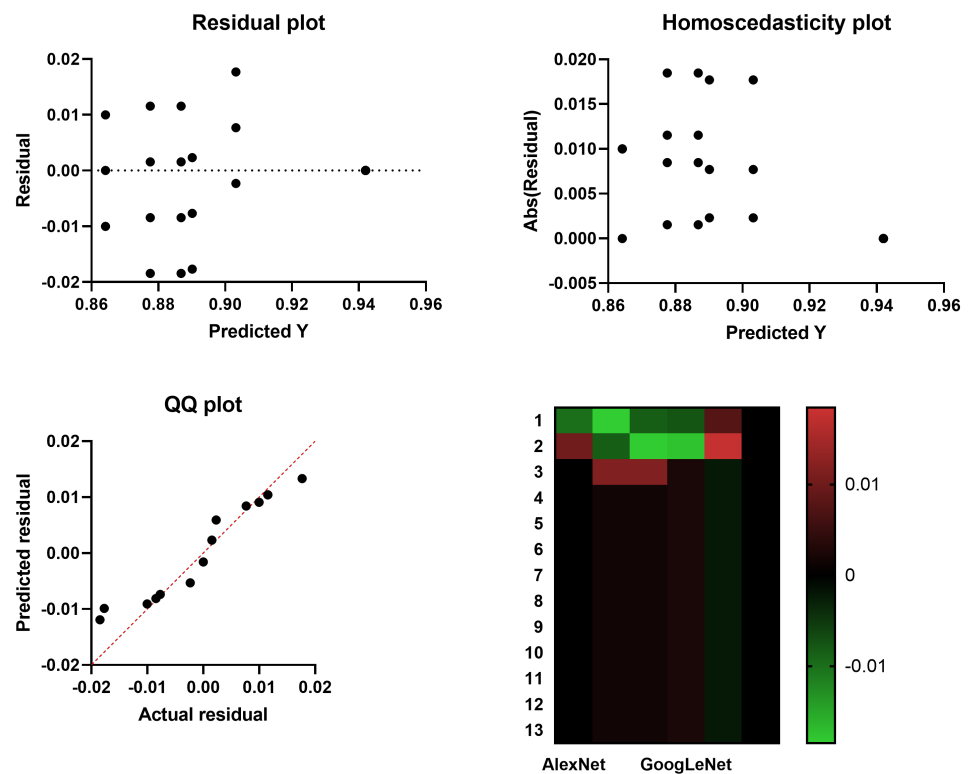 Residual plot
0.02
0.01
0.00
-0.01
-0.02
Residual
0.86 0.88 0.90 0.92 0.94 0.96
Predicted Y
Homoscedasticity plot
0.020
0.015
0.010
0.005
0.000
-0.005
Abs(Residual)
0.86 0.88 0.90 0.92 0.94 0.96
Predicted Y
QQ plot
0.02
0.01
0.00
-0.01
-0.02
Predicted residual
-0.02 -0.01 0.00 0.01 0.02
Actual residual
1
2
3
4
5
6
7
8
9
10
11
12
13
AlexNet GoogLeNet
0.01
0
-0.01